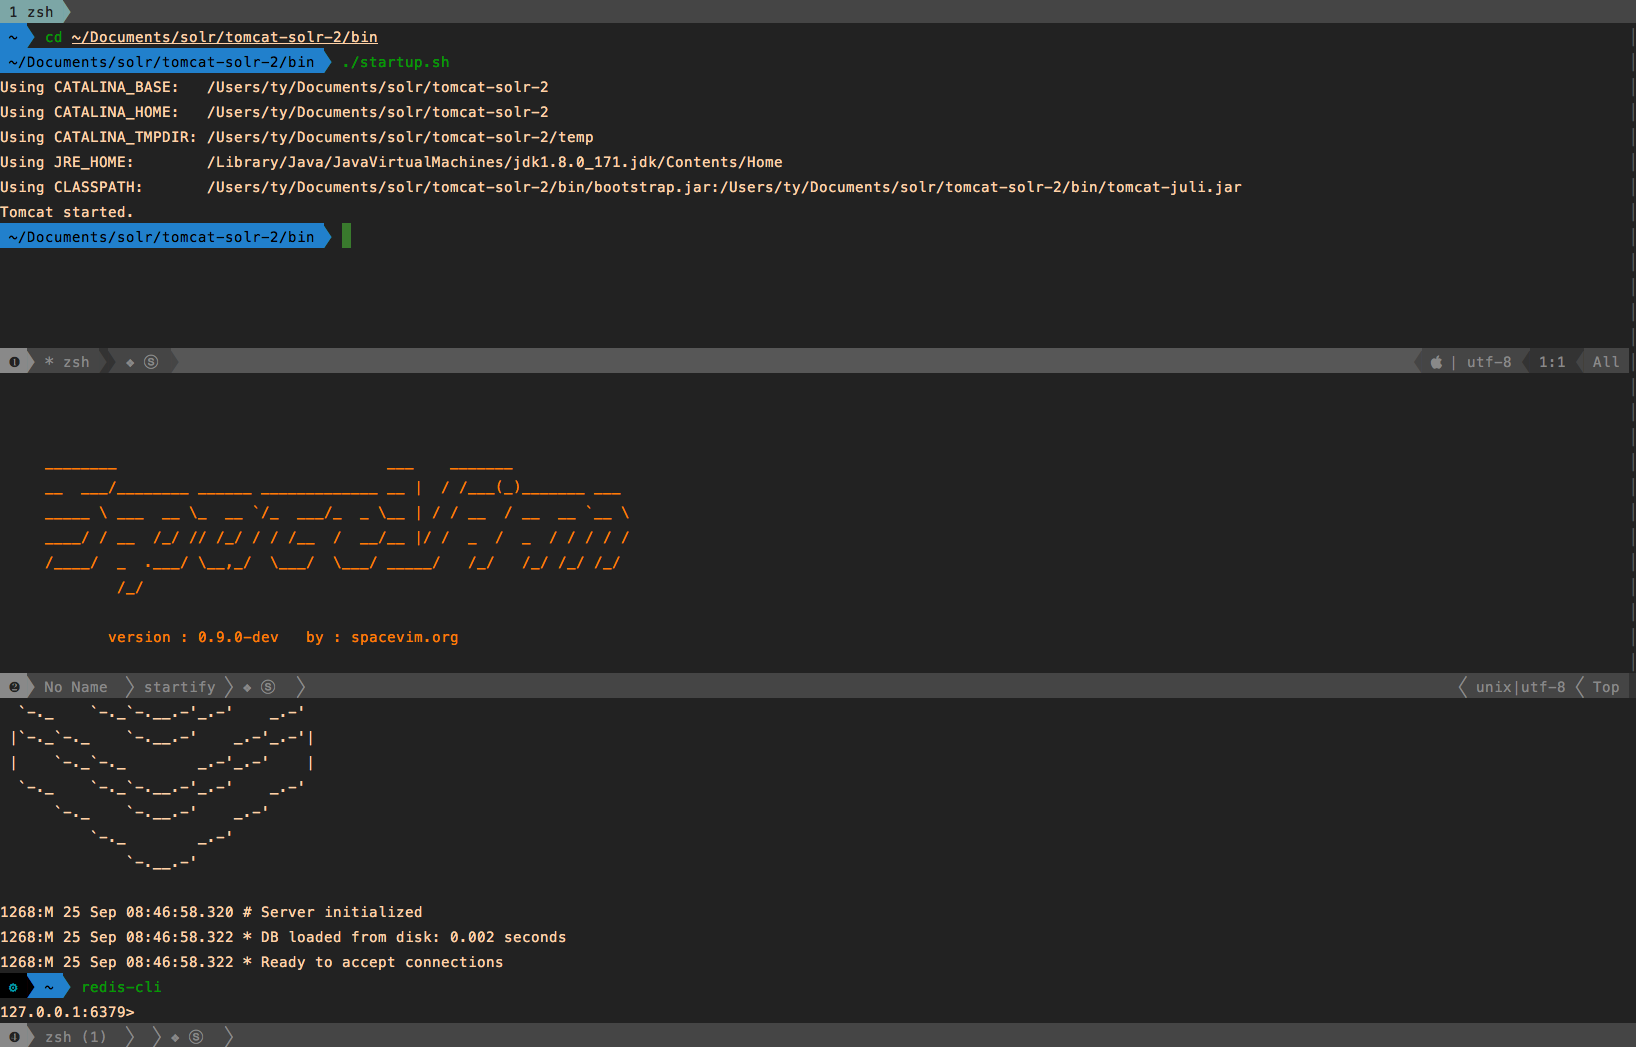 1 zsh
~ cd ~/Documents/solr/tomcat-solr-2/bin
~/Documents/solr/tomcat-solr-2/bin ./startup.sh
Using CATALINA_BASE:   /Users/ty/Documents/solr/tomcat-solr-2
Using CATALINA_HOME:   /Users/ty/Documents/solr/tomcat-solr-2
Using CATALINA_TMPDIR: /Users/ty/Documents/solr/tomcat-solr-2/temp
Using JRE_HOME:        /Library/Java/JavaVirtualMachines/jdk1.8.0_171.jdk/Contents/Home
Using CLASSPATH:       /Users/ty/Documents/solr/tomcat-solr-2/bin/bootstrap.jar:/Users/ty/Documents/solr/tomcat-solr-2/bin/tomcat-juli.jar
Tomcat started.
~/Documents/solr/tomcat-solr-2/bin
❶ * zsh ❖ ⓢ | utf-8 1:1 All
version : 0.9.0-dev   by : spacevim.org
❷ No Name startify ❖ ⓢ unix|utf-8 Top
1268:M 25 Sep 08:46:58.320 # Server initialized
1268:M 25 Sep 08:46:58.322 * DB loaded from disk: 0.002 seconds
1268:M 25 Sep 08:46:58.322 * Ready to accept connections
⚙ ~ redis-cli
127.0.0.1:6379>
zsh (1) ❖ ⓢ